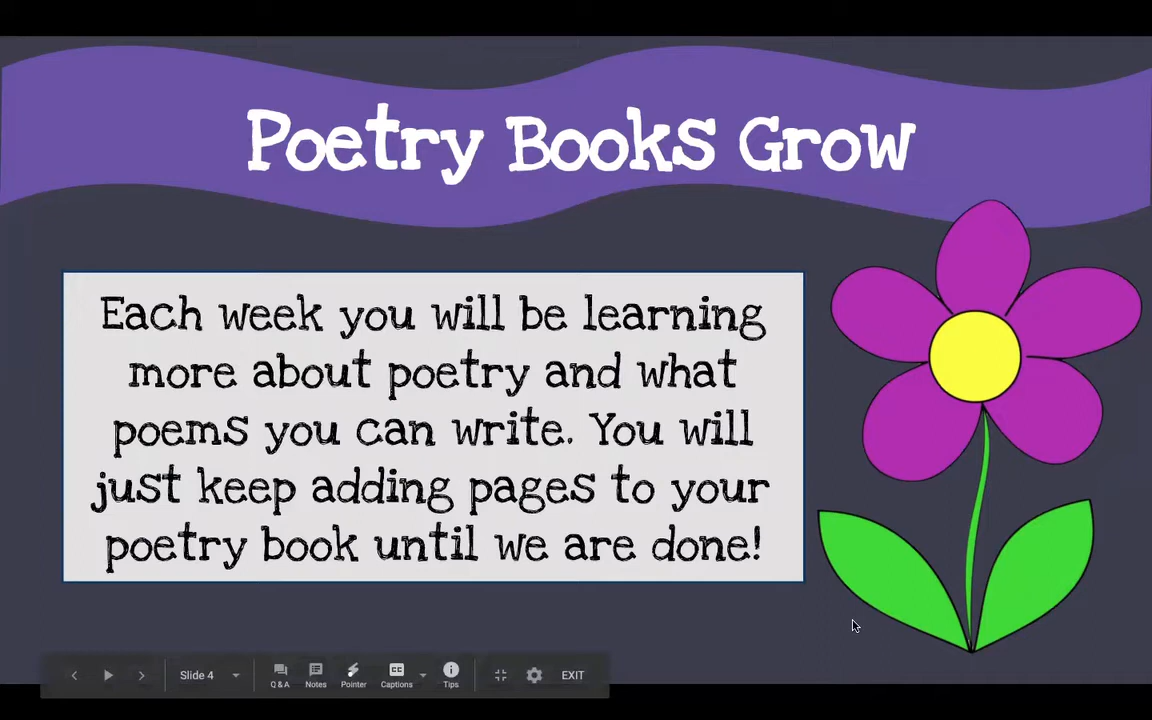 Poetry Books Grow
Each week you will be learning
more about poetry and what
poems you can write. You will
just keep adding pages to your
poetry book until we are done!
Slide 4
Q & A
Notes
Pointer
CC
Captions
Tips
EXIT